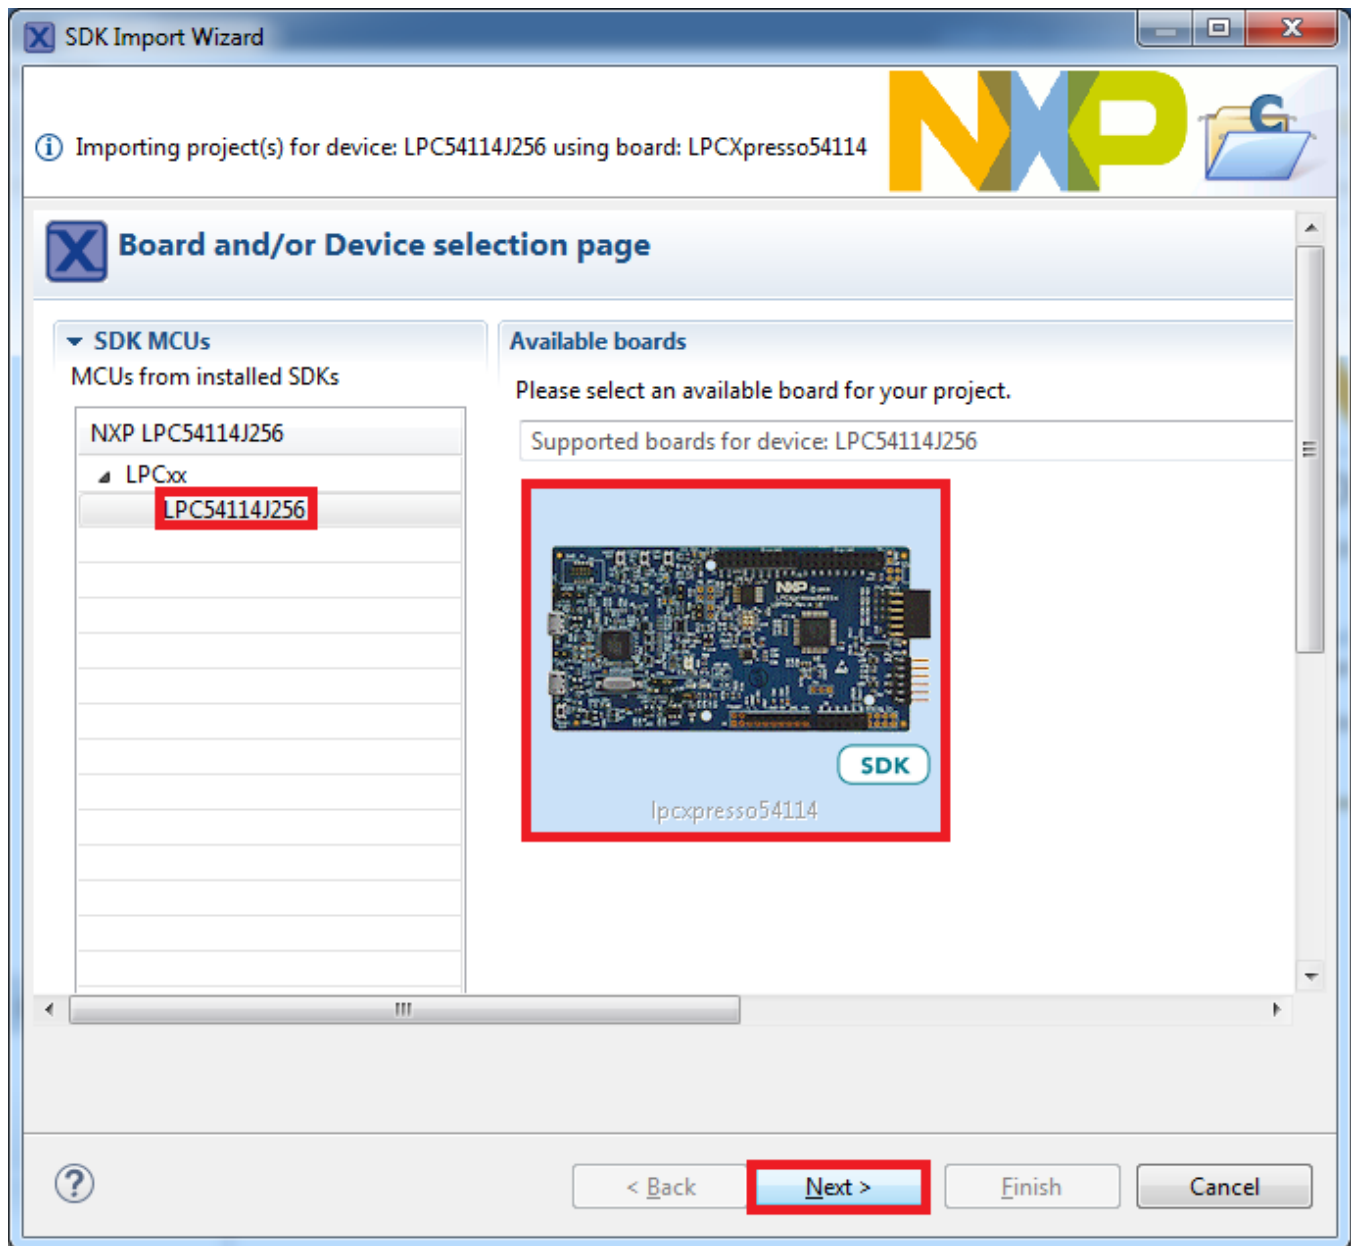 SDK Import Wizard
Importing project(s) for device: LPC54114J256 using board: LPCXpresso54114
NXP
Board and/or Device selection page
SDK MCUs
MCUs from installed SDKs
NXP LPC54114J256
LPCxx
LPC54114J256
Available boards
Please select an available board for your project.
Supported boards for device: LPC54114J256
NXP
SDK
lpcxpresso54114
< Back
Next >
Finish
Cancel